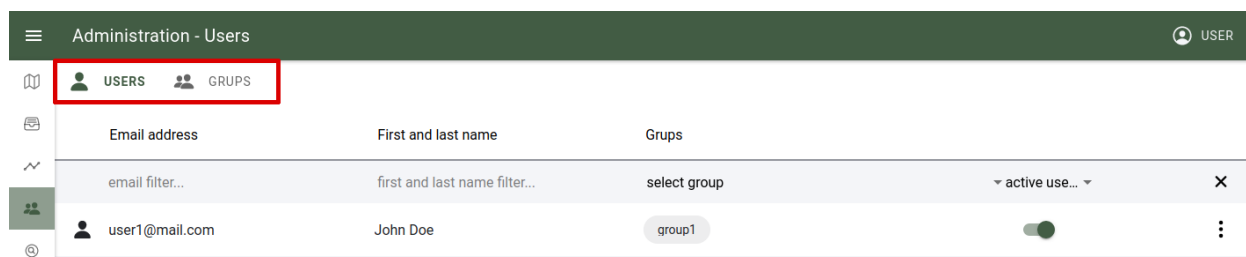 Administration - Users USER
USERS GRUPS
Email address First and last name Grups
email filter... first and last name filter... select group active use...
user1@mail.com John Doe group1